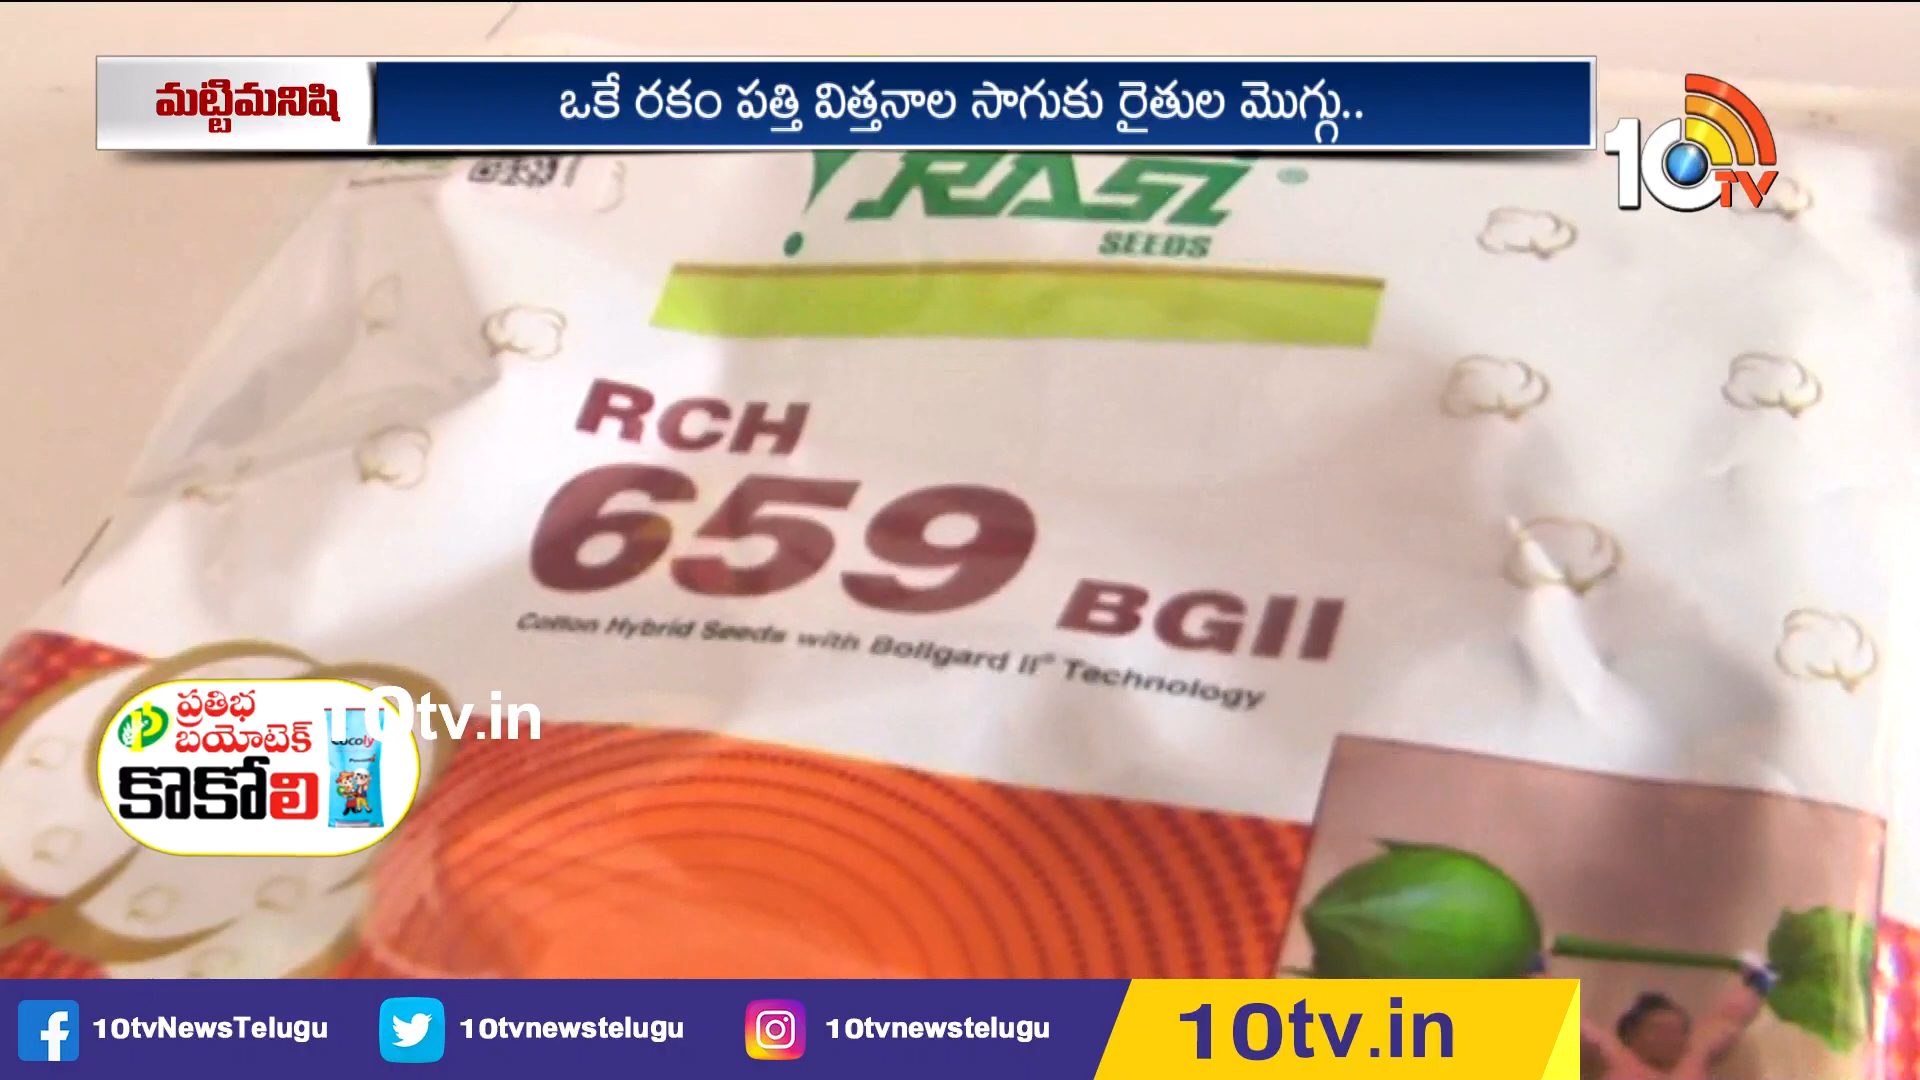 మట్టిమనిషి
ఒకే రకం పత్తి విత్తనాల సాగుకు రైతుల మొగ్గు..
10TV
RASI
SEEDS
RCH
659 BGII
Cotton Hybrid Seeds with Bollgard II® Technology
ప్రతిభ
బయోటెక్
కొకోలి
10tv.in
10tvNewsTelugu
10tvnewstelugu
10tvnewstelugu
10tv.in